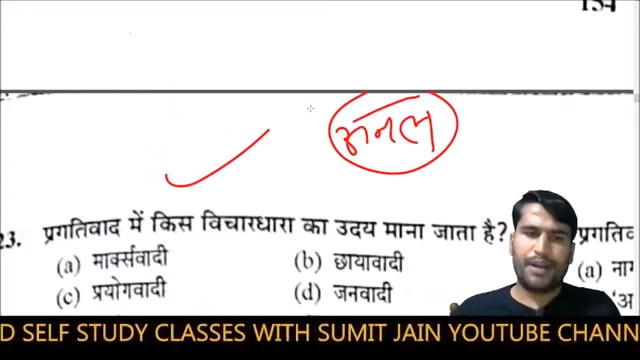 154
अनल
23. प्रगतिवाद में किस विचारधारा का उदय माना जाता है?
(a) मार्क्सवादी (b) छायावादी
(c) प्रयोगवादी (d) जनवादी
प्रगतिव
(a) नाग
'अ
D SELF STUDY CLASSES WITH SUMIT JAIN YOUTUBE CHANN